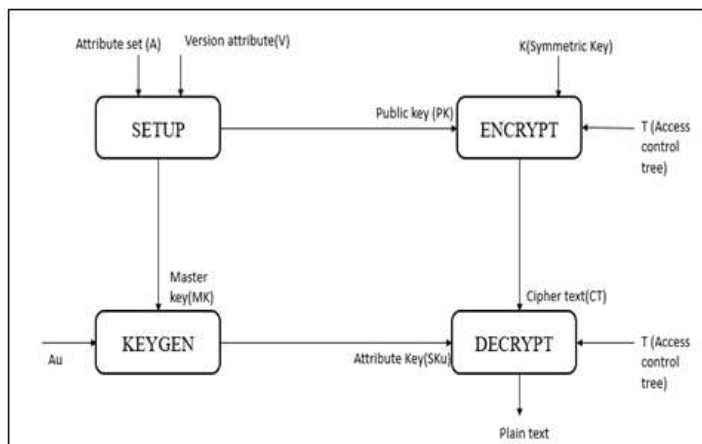 Attribute set (A)
Version attribute(V)
K(Symmetric Key)
SETUP
Public key (PK)
ENCRYPT
T (Access
control
tree)
Master
key(MK)
Cipher text(CT)
Au
KEYGEN
Attribute Key(SKu)
DECRYPT
T (Access
control
tree)
Plain text